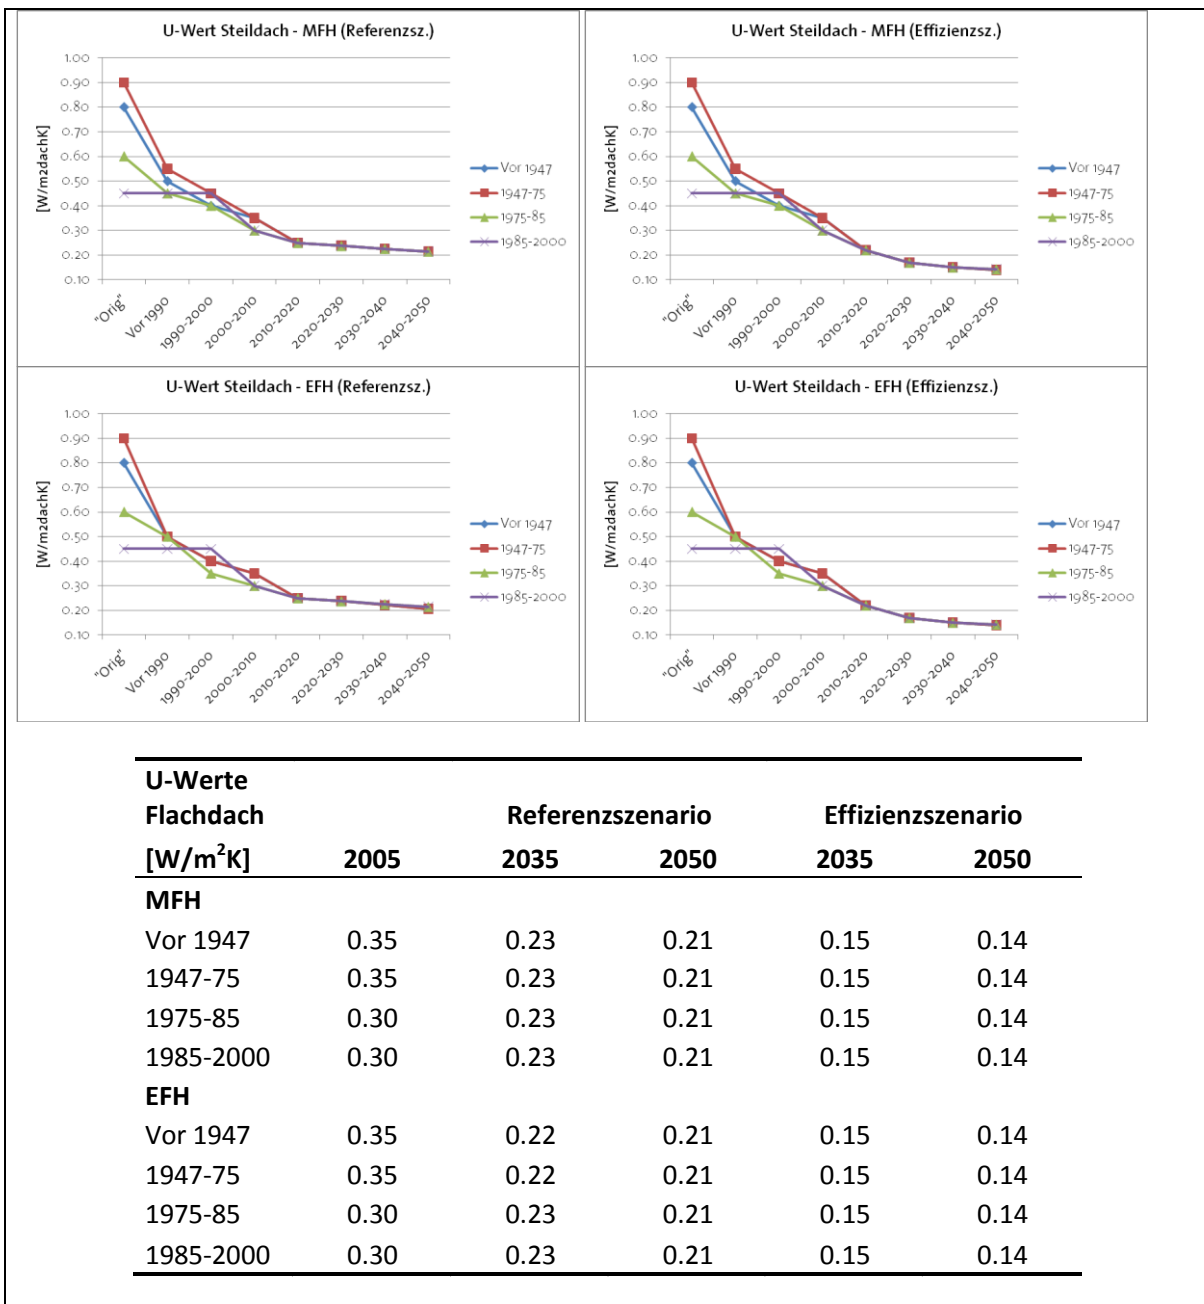 U-Wert Steildach - MFH (Referenzsz.)
[W/m2dachK]
1.00
0.90
0.80
0.70
0.60
0.50
0.40
0.30
0.20
0.10
"Orig"
Vor 1990
1990-2000
2000-2010
2010-2020
2020-2030
2030-2040
2040-2050
Vor 1947
1947-75
1975-85
1985-2000
U-Wert Steildach - MFH (Effizienzsz.)
[W/m2dachK]
1.00
0.90
0.80
0.70
0.60
0.50
0.40
0.30
0.20
0.10
"Orig"
Vor 1990
1990-2000
2000-2010
2010-2020
2020-2030
2030-2040
2040-2050
Vor 1947
1947-75
1975-85
1985-2000
U-Wert Steildach - EFH (Referenzsz.)
[W/m2dachK]
1.00
0.90
0.80
0.70
0.60
0.50
0.40
0.30
0.20
0.10
"Orig"
Vor 1990
1990-2000
2000-2010
2010-2020
2020-2030
2030-2040
2040-2050
Vor 1947
1947-75
1975-85
1985-2000
U-Wert Steildach - EFH (Effizienzsz.)
[W/m2dachK]
1.00
0.90
0.80
0.70
0.60
0.50
0.40
0.30
0.20
0.10
"Orig"
Vor 1990
1990-2000
2000-2010
2010-2020
2020-2030
2030-2040
2040-2050
Vor 1947
1947-75
1975-85
1985-2000
U-Werte
Flachdach Referenzszenario Effizienzszenario
[W/m²K] 2005 2035 2050 2035 2050
MFH
Vor 1947 0.35 0.23 0.21 0.15 0.14
1947-75 0.35 0.23 0.21 0.15 0.14
1975-85 0.30 0.23 0.21 0.15 0.14
1985-2000 0.30 0.23 0.21 0.15 0.14
EFH
Vor 1947 0.35 0.22 0.21 0.15 0.14
1947-75 0.35 0.22 0.21 0.15 0.14
1975-85 0.30 0.23 0.21 0.15 0.14
1985-2000 0.30 0.23 0.21 0.15 0.14